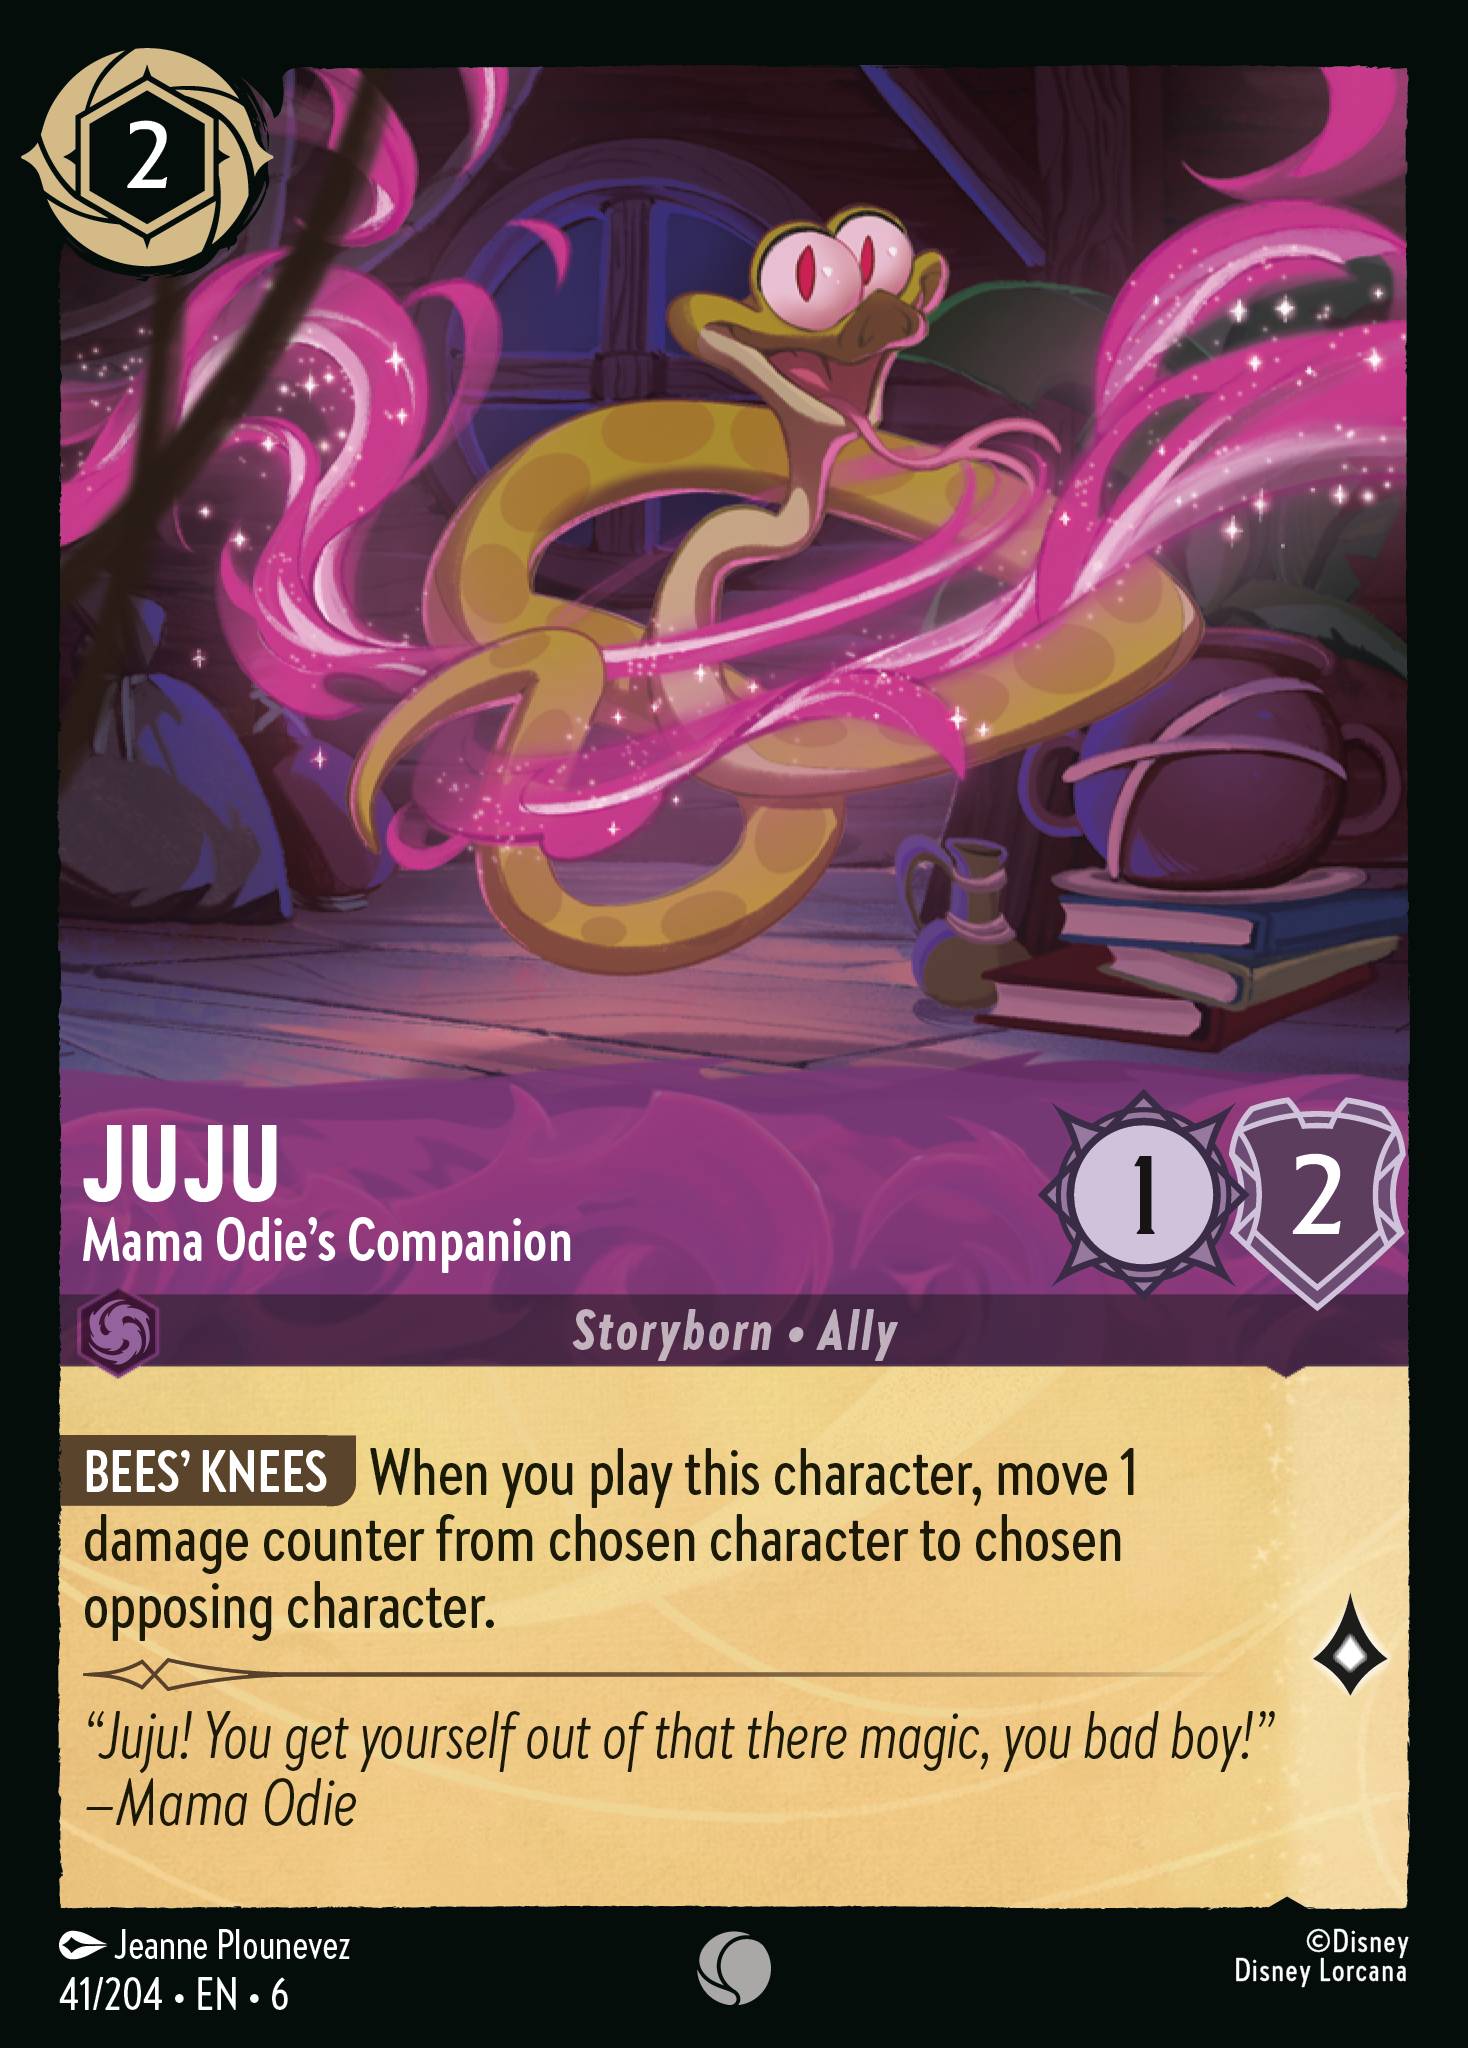 2
JUJU
Mama Odie’s Companion
1
2
Storyborn • Ally
BEES’ KNEES When you play this character, move 1
damage counter from chosen character to chosen
opposing character.
“Juju! You get yourself out of that there magic, you bad boy!”
–Mama Odie
Jeanne Plounevez
41/204 • EN • 6
©Disney
Disney Lorcana